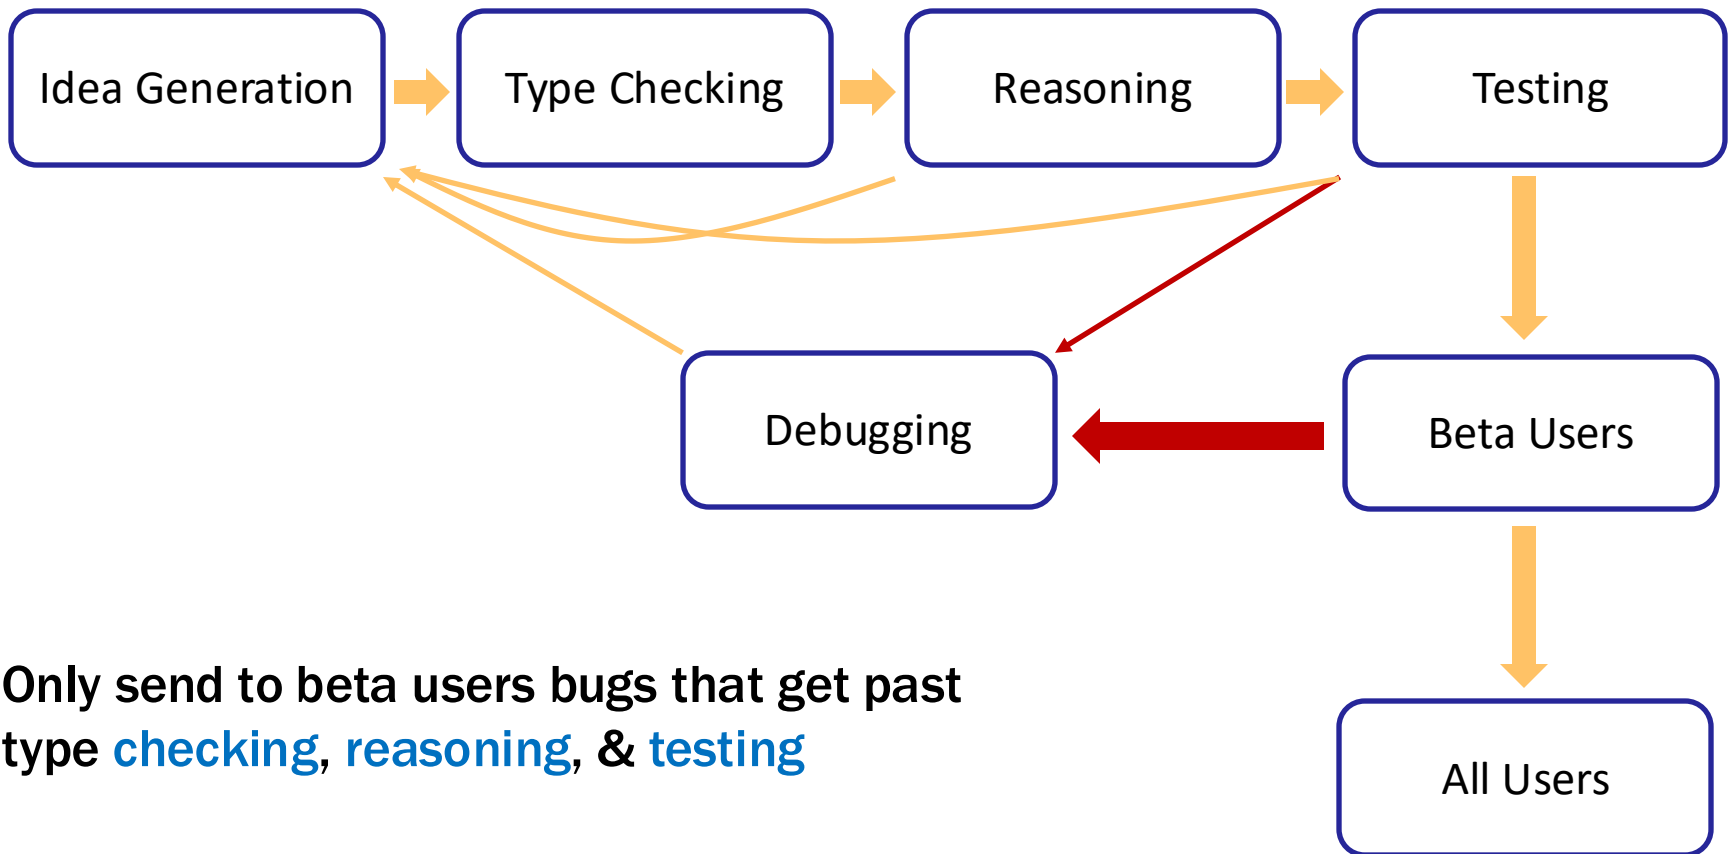 Idea Generation
Type Checking
Reasoning
Testing
Debugging
Beta Users
Only send to beta users bugs that get past
type checking, reasoning, & testing
All Users